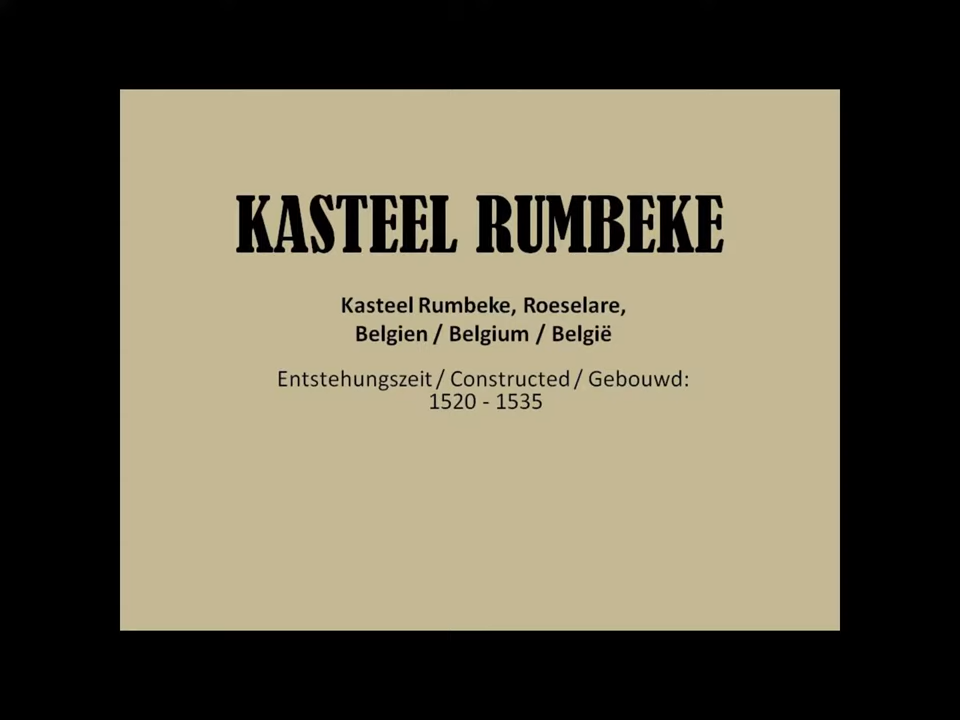 KASTEEL RUMBEKE
Kasteel Rumbeke, Roeselare,
Belgien / Belgium / België
Entstehungszeit / Constructed / Gebouwd:
1520 - 1535